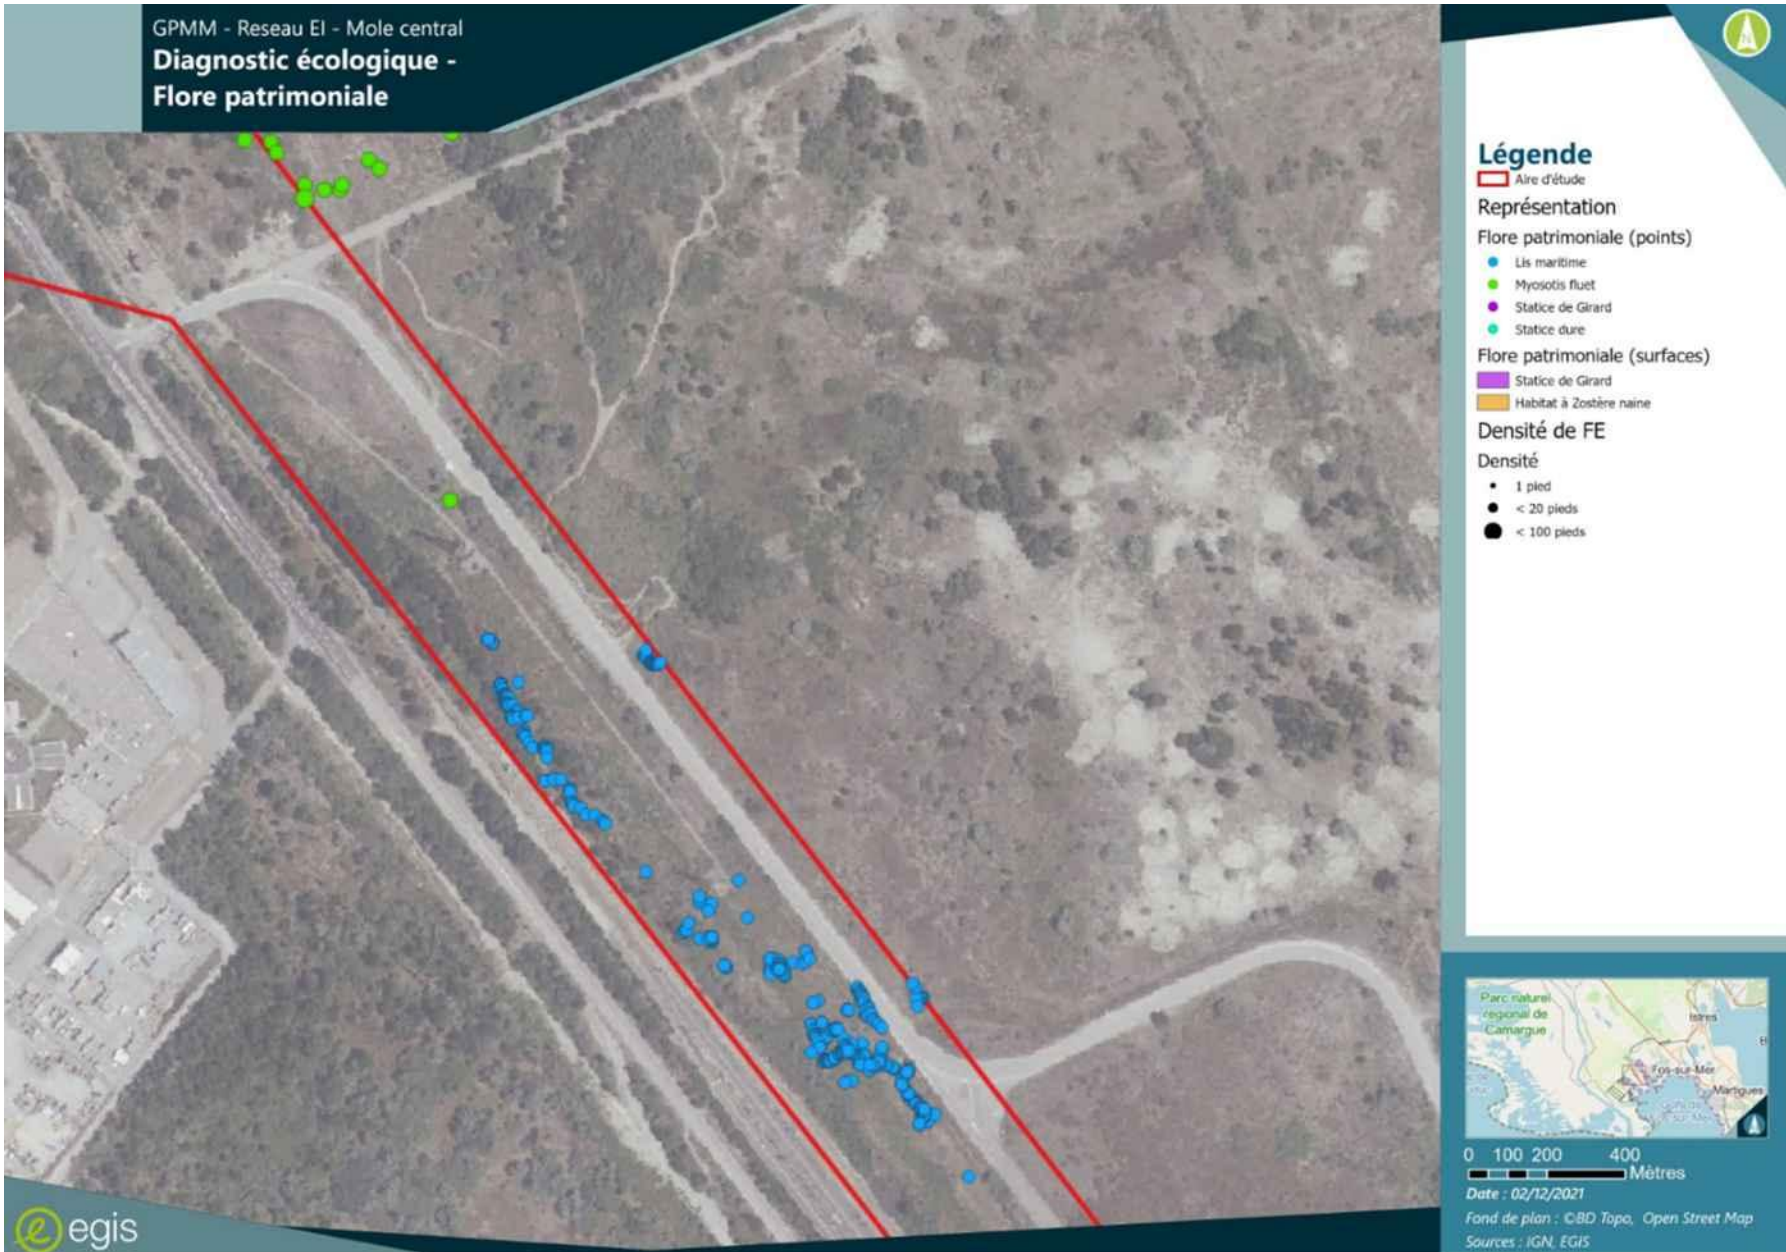 GPMM - Reseau EI - Mole central
Diagnostic écologique -
Flore patrimoniale
N
Légende
Aire d'étude
Représentation
Flore patrimoniale (points)
Lis maritime
Myosotis fluet
Statice de Girard
Statice dure
Flore patrimoniale (surfaces)
Statice de Girard
Habitat à Zostère naine
Densité de FE
Densité
1 pied
< 20 pieds
< 100 pieds
Parc naturel
régional de
Camargue
Istres
B
Fos-sur-Mer
Martigues
0 100 200 400
Mètres
Date : 02/12/2021
Fond de plan : ©BD Topo, Open Street Map
Sources : IGN, EGIS
egis